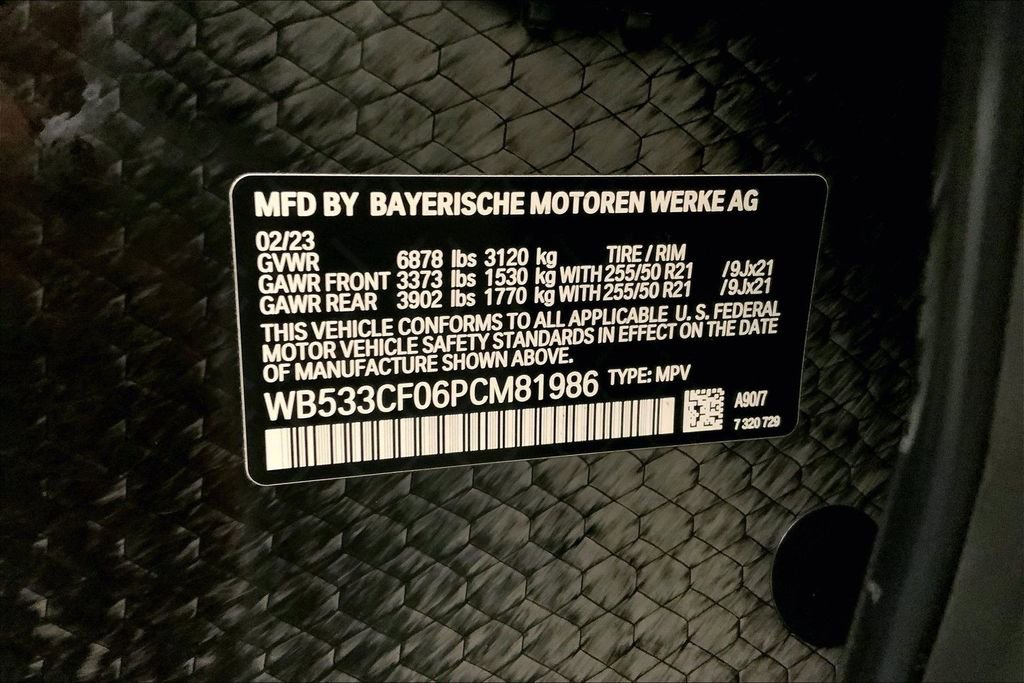 MFD BY BAYERISCHE MOTOREN WERKE AG
02/23
GVWR 6878 lbs 3120 kg TIRE / RIM
GAWR FRONT 3373 lbs 1530 kg WITH 255/50 R21 /9Jx21
GAWR REAR 3902 lbs 1770 kg WITH 255/50 R21 /9Jx21
THIS VEHICLE CONFORMS TO ALL APPLICABLE U.S. FEDERAL
MOTOR VEHICLE SAFETY STANDARDS IN EFFECT ON THE DATE
OF MANUFACTURE SHOWN ABOVE.
WB533CF06PCM81986 TYPE: MPV
A90/7
7 320 729